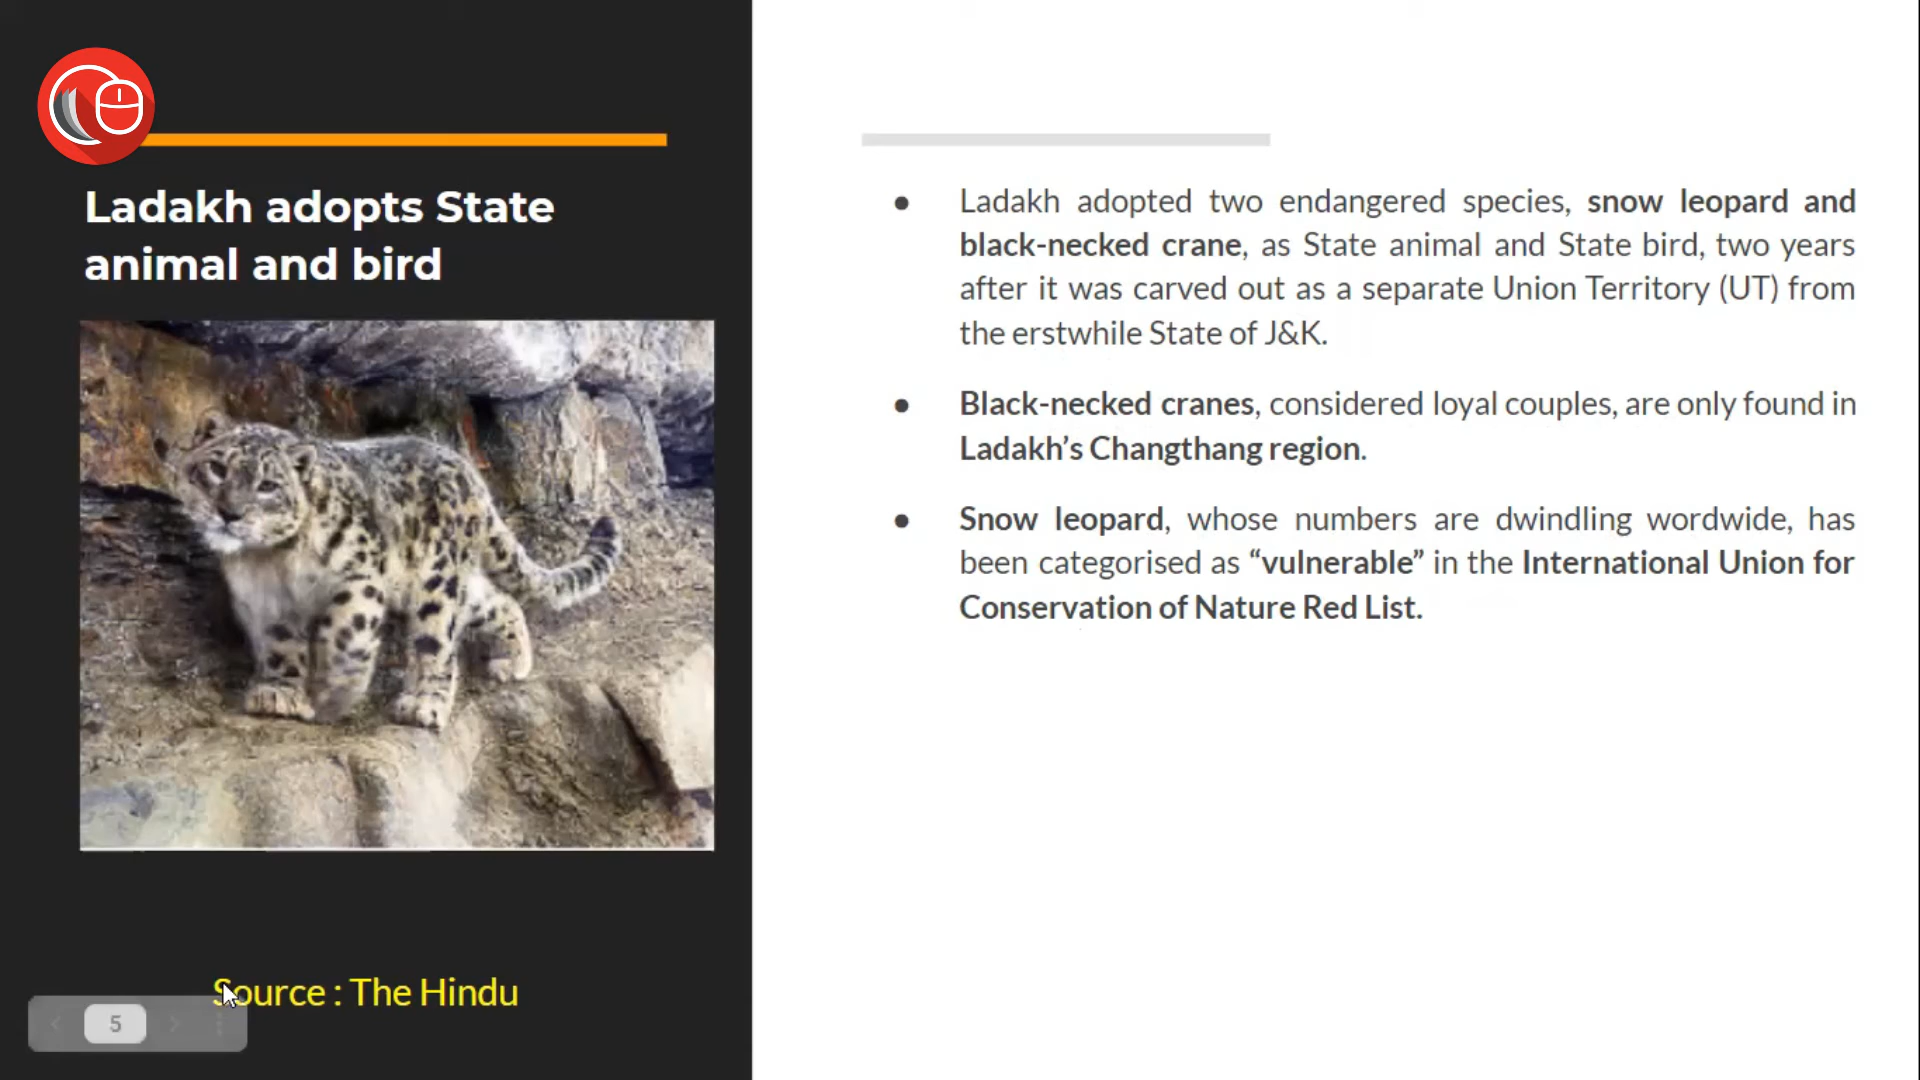 Ladakh adopts State
animal and bird
Source : The Hindu
5
● Ladakh adopted two endangered species, snow leopard and
black-necked crane, as State animal and State bird, two years
after it was carved out as a separate Union Territory (UT) from
the erstwhile State of J&K.
● Black-necked cranes, considered loyal couples, are only found in
Ladakh’s Changthang region.
● Snow leopard, whose numbers are dwindling wordwide, has
been categorised as “vulnerable” in the International Union for
Conservation of Nature Red List.